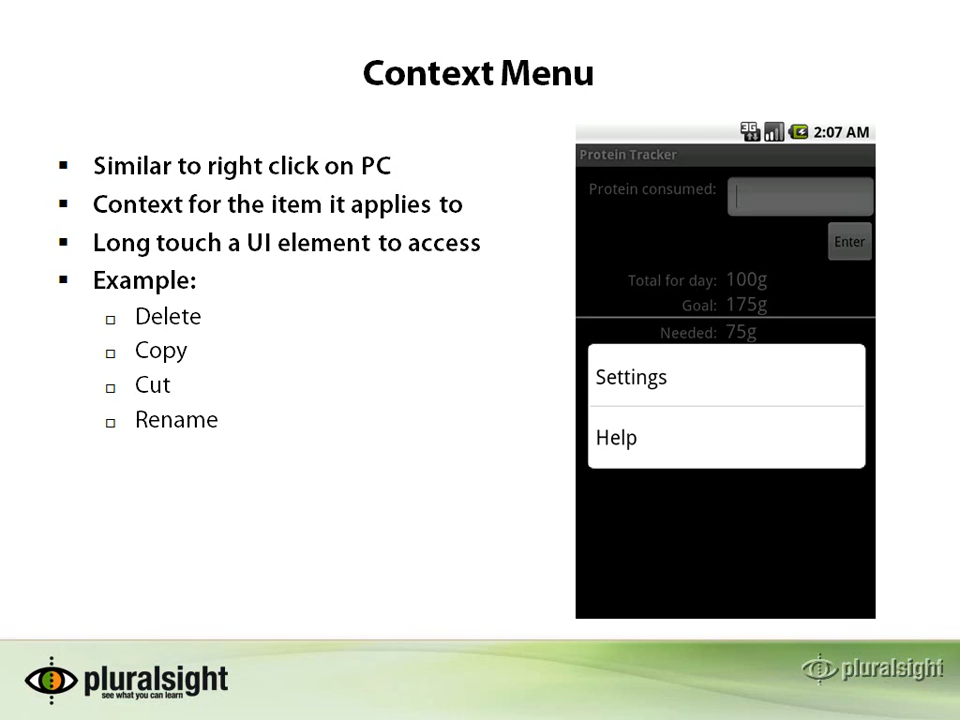 Context Menu
Similar to right click on PC
Context for the item it applies to
Long touch a UI element to access
Example:
Delete
Copy
Cut
Rename
3G 2:07 AM
Protein Tracker
Protein consumed:
Enter
Total for day: 100g
Goal: 175g
Needed: 75g
Settings
Help
pluralsight
see what you can learn
pluralsight